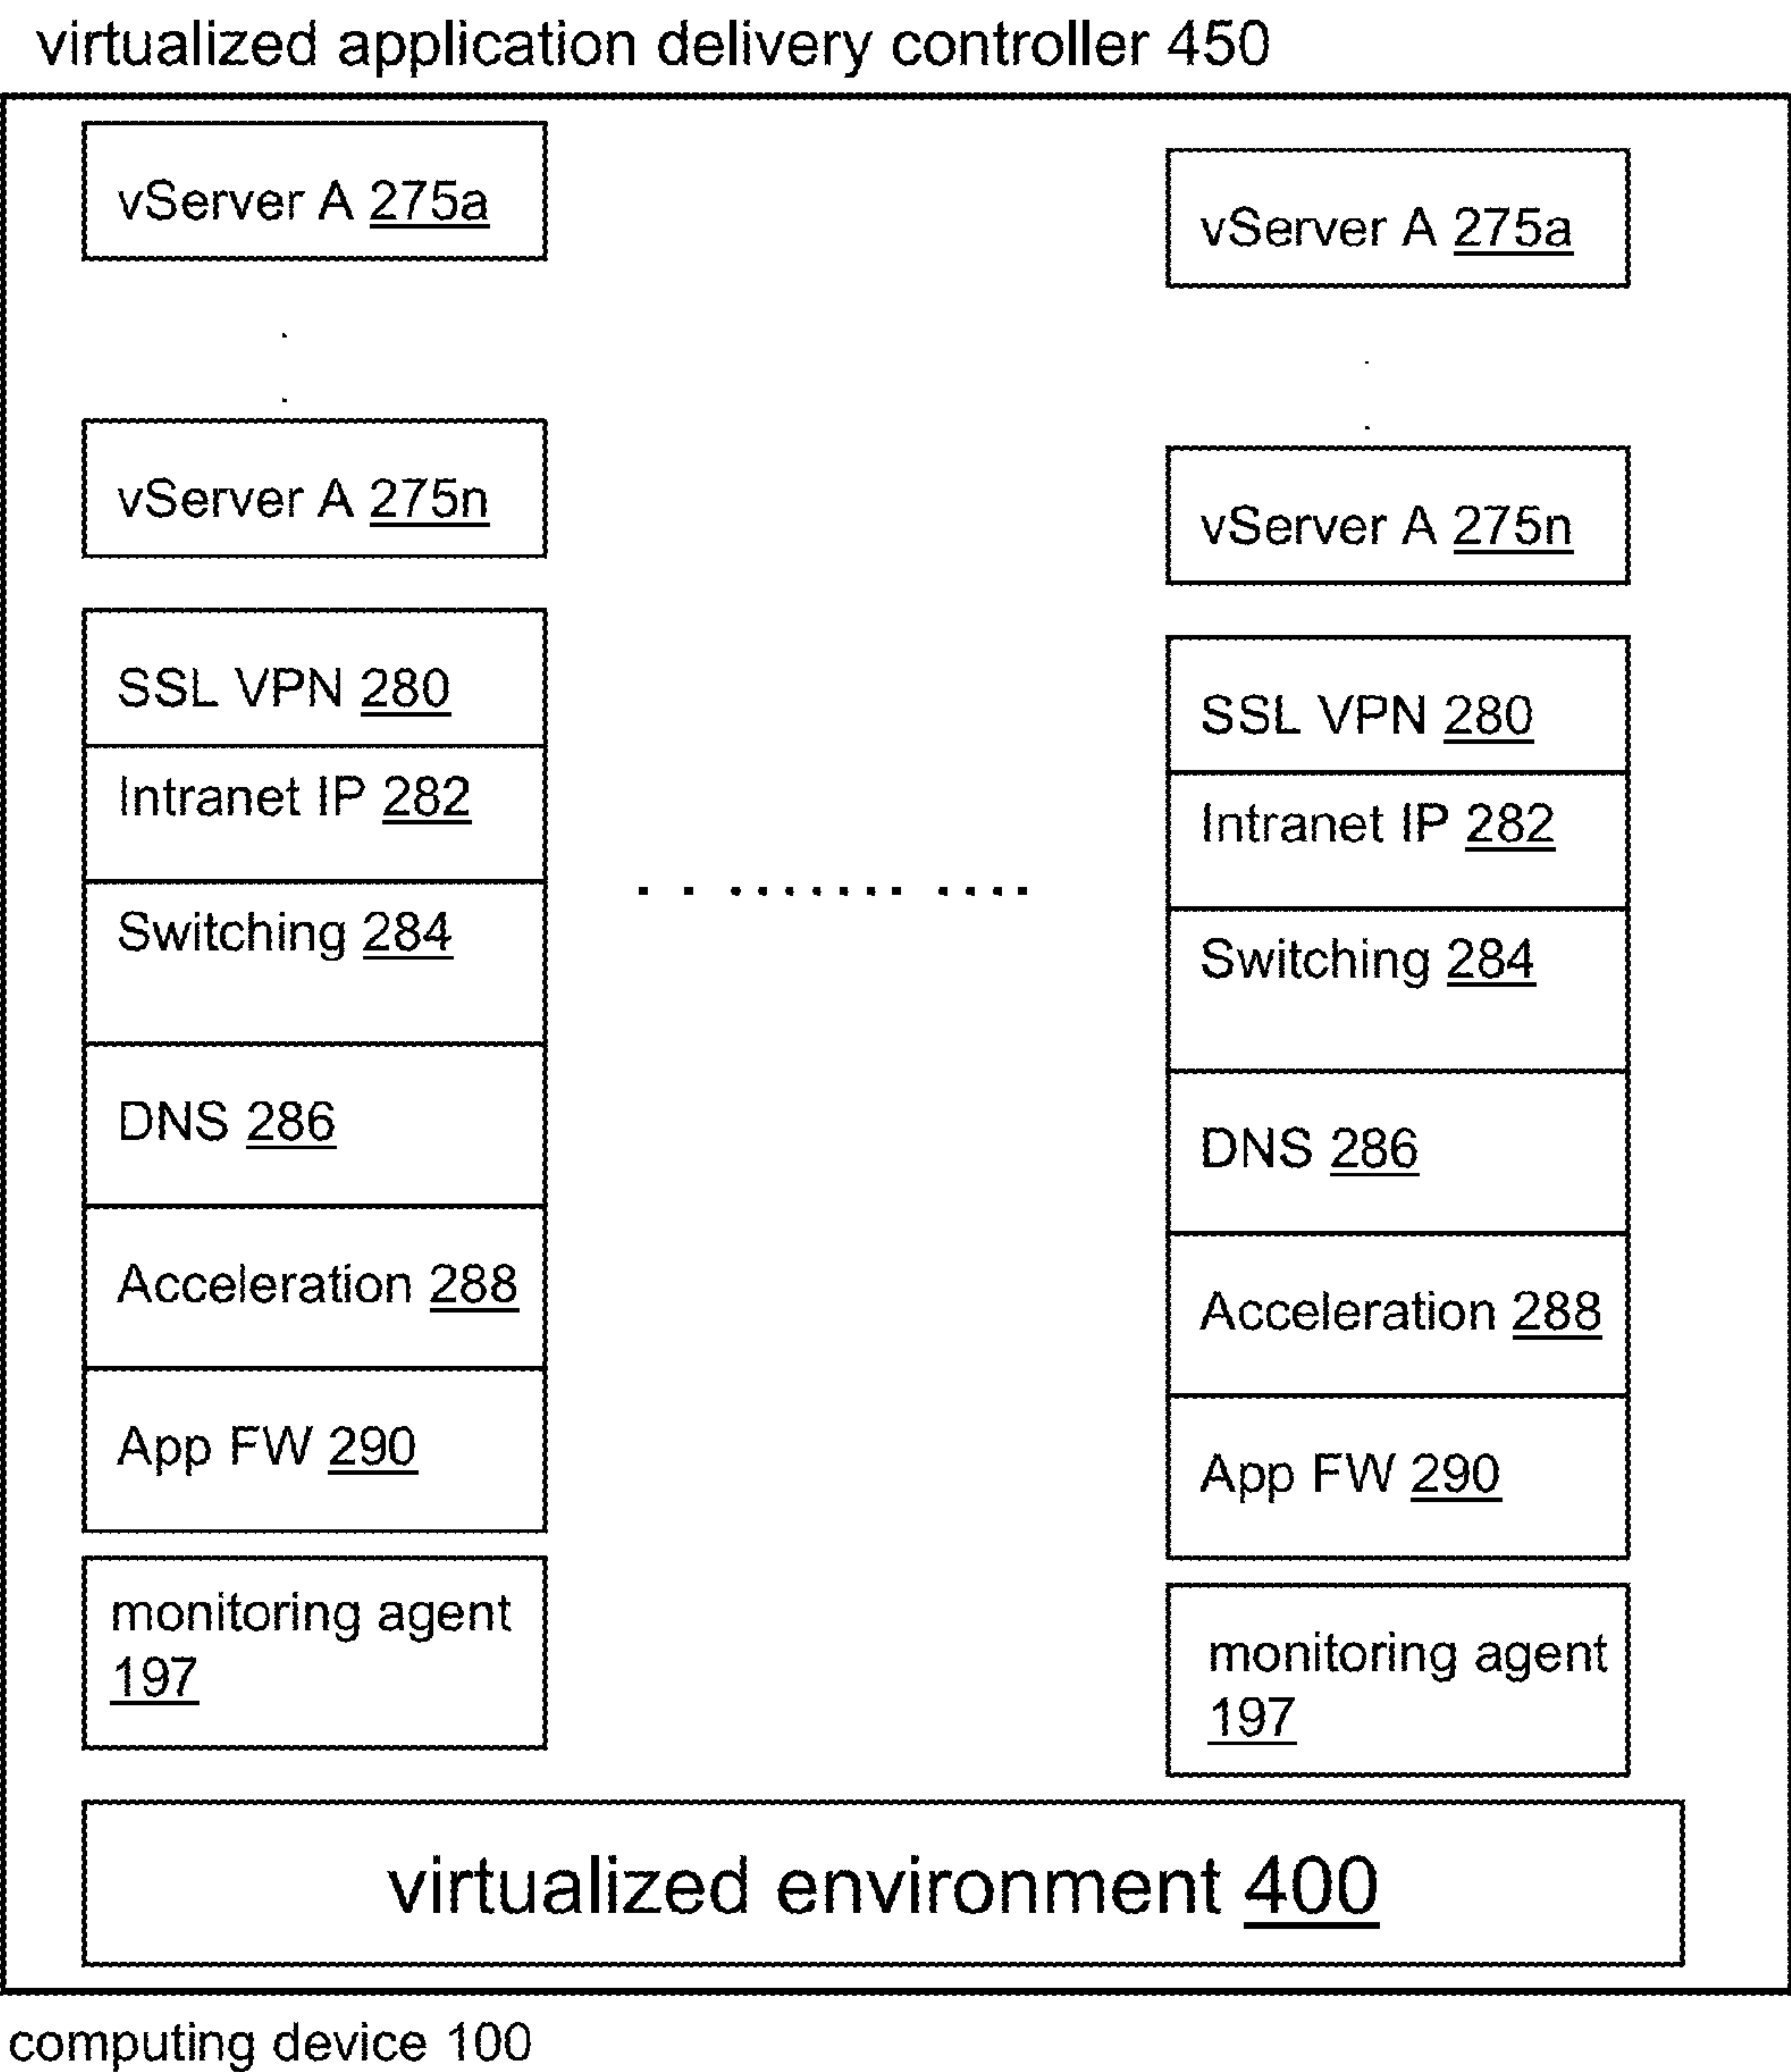 virtualized application delivery controller 450
vServer A 275a
vServer A 275n
SSL VPN 280
Intranet IP 282
Switching 284
DNS 286
Acceleration 288
App FW 290
monitoring agent
197
vServer A 275a
vServer A 275n
SSL VPN 280
Intranet IP 282
Switching 284
DNS 286
Acceleration 288
App FW 290
monitoring agent
197
virtualized environment 400
computing device 100